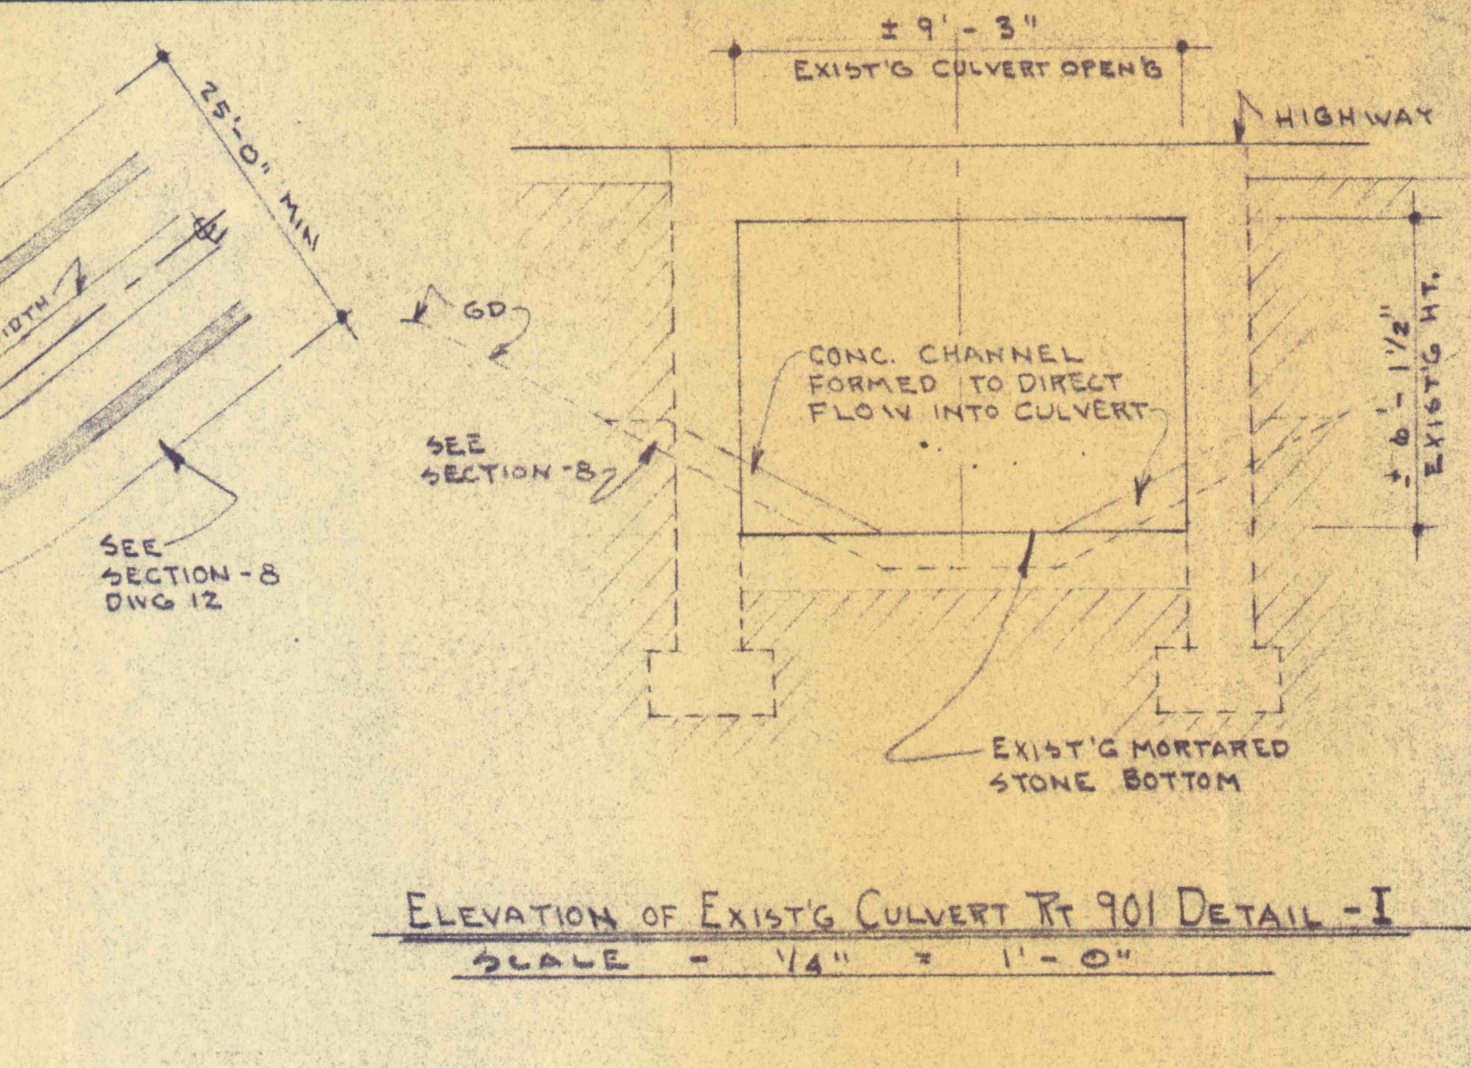 ± 9' - 3"
EXIST'G CULVERT OPEN'G
HIGHWAY
25'-0" MIN
GD
CONC. CHANNEL
FORMED TO DIRECT
FLOW INTO CULVERT
± 6' - 1 1/2"
EXIST'G HT.
SEE
SECTION-8
SEE
SECTION-8
DWG 12
EXIST'G MORTARED
STONE BOTTOM
ELEVATION OF EXIST'G CULVERT RT 901 DETAIL -I
SCALE - 1/4" = 1'-0"